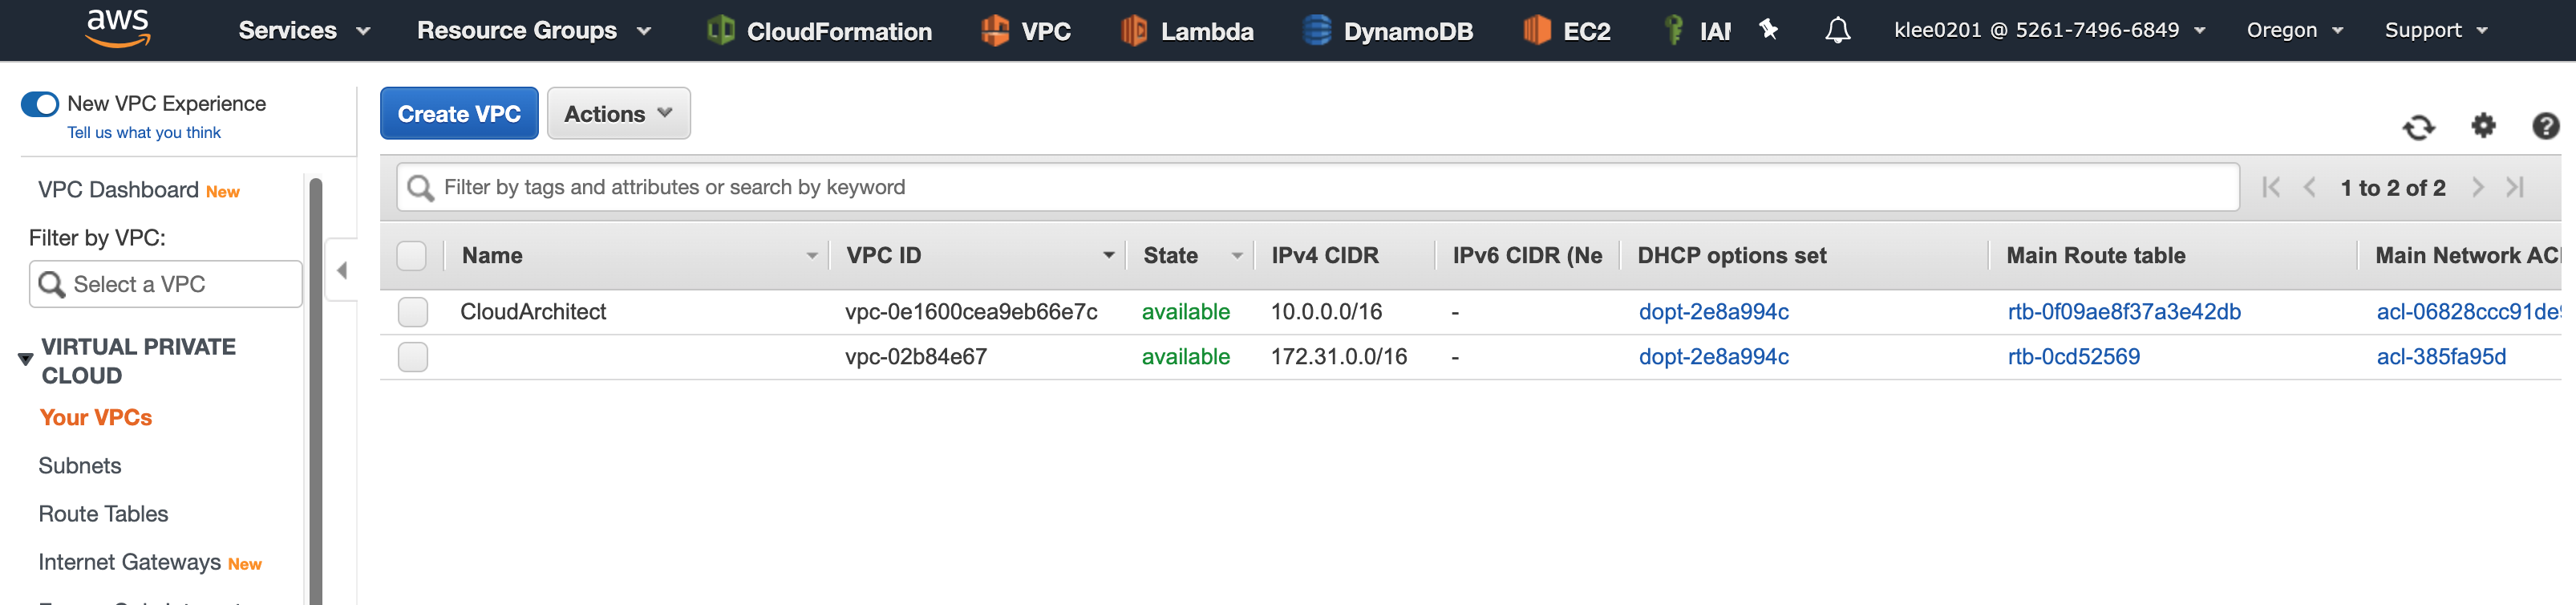 aws Services Resource Groups CloudFormation VPC Lambda DynamoDB EC2 IAM klee0201 @ 5261-7496-6849 Oregon Support
New VPC Experience
Tell us what you think
Create VPC Actions
VPC Dashboard New
Filter by VPC:
Select a VPC
VIRTUAL PRIVATE
CLOUD
Your VPCs
Subnets
Route Tables
Internet Gateways New
Filter by tags and attributes or search by keyword
1 to 2 of 2
Name VPC ID State IPv4 CIDR IPv6 CIDR (Ne DHCP options set Main Route table Main Network AC
CloudArchitect vpc-0e1600cea9eb66e7c available 10.0.0.0/16 - dopt-2e8a994c rtb-0f09ae8f37a3e42db acl-06828ccc91de
vpc-02b84e67 available 172.31.0.0/16 - dopt-2e8a994c rtb-0cd52569 acl-385fa95d